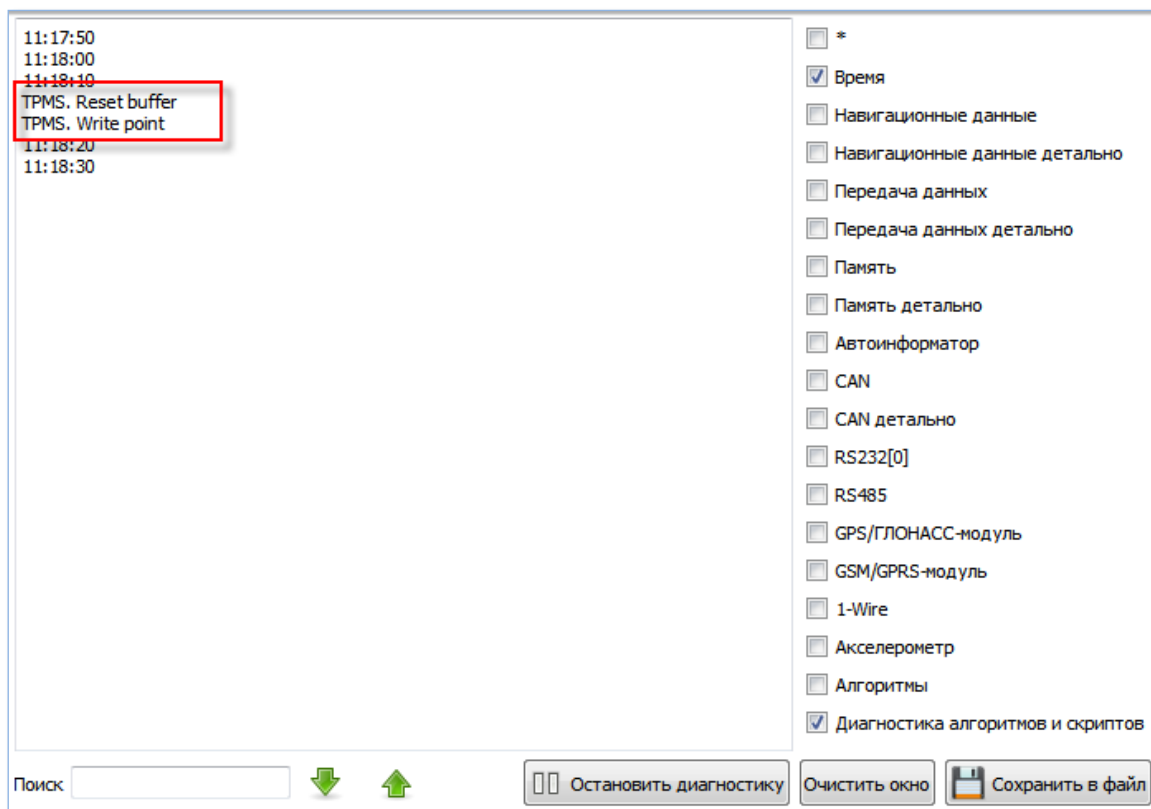 11:17:50
11:18:00
11:18:10
TPMS. Reset buffer
TPMS. Write point
11:18:20
11:18:30
*
Время
Навигационные данные
Навигационные данные детально
Передача данных
Передача данных детально
Память
Память детально
Автоинформатор
CAN
CAN детально
RS232[0]
RS485
GPS/ГЛОНАСС-модуль
GSM/GPRS-модуль
1-Wire
Акселерометр
Алгоритмы
Диагностика алгоритмов и скриптов
Поиск
Остановить диагностику
Очистить окно
Сохранить в файл